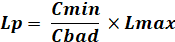 Lp = Cmin / Cbad × Lmax